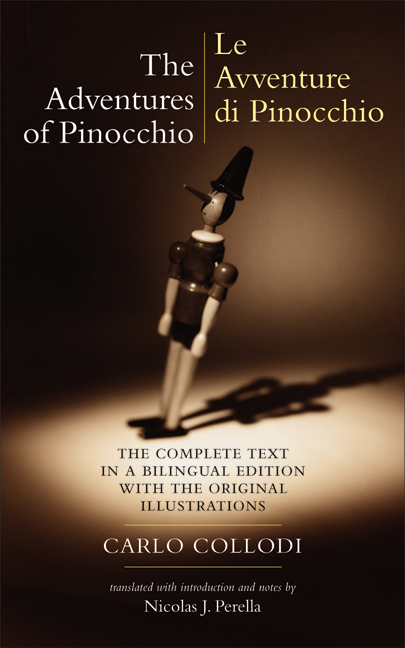 The
Adventures
of Pinocchio
Le
Avventure
di Pinocchio
THE COMPLETE TEXT
IN A BILINGUAL EDITION
WITH THE ORIGINAL
ILLUSTRATIONS
CARLO COLLODI
translated with introduction and notes by
Nicolas J. Perella